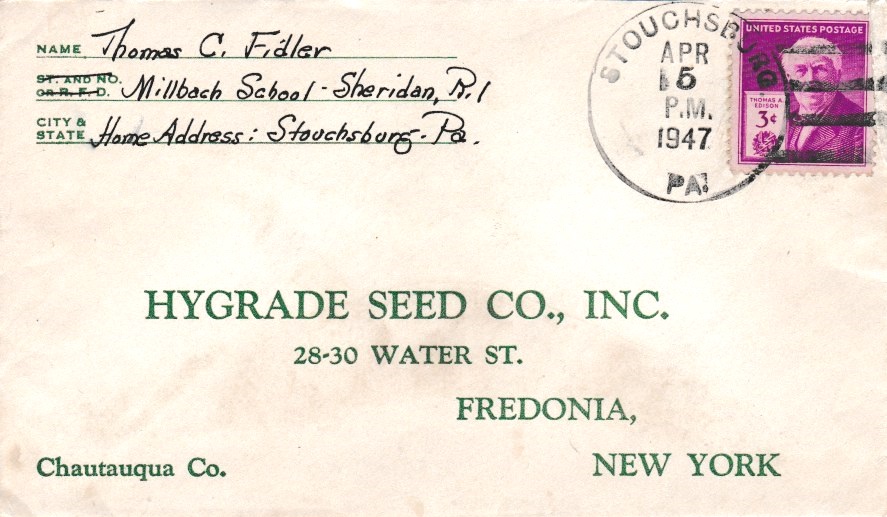 NAME Thomas C. Fidler
ST. AND NO.
OR R. F. D. Millbach School - Sheridan, R. 1
CITY &
STATE Home Address: Stouchsburg - Pa.
STOUCHSBURG
APR
5
P.M.
1947
PA.
UNITED STATES POSTAGE
THOMAS A.
EDISON
3¢
HYGRADE SEED CO., INC.
28-30 WATER ST.
FREDONIA,
Chautauqua Co. NEW YORK